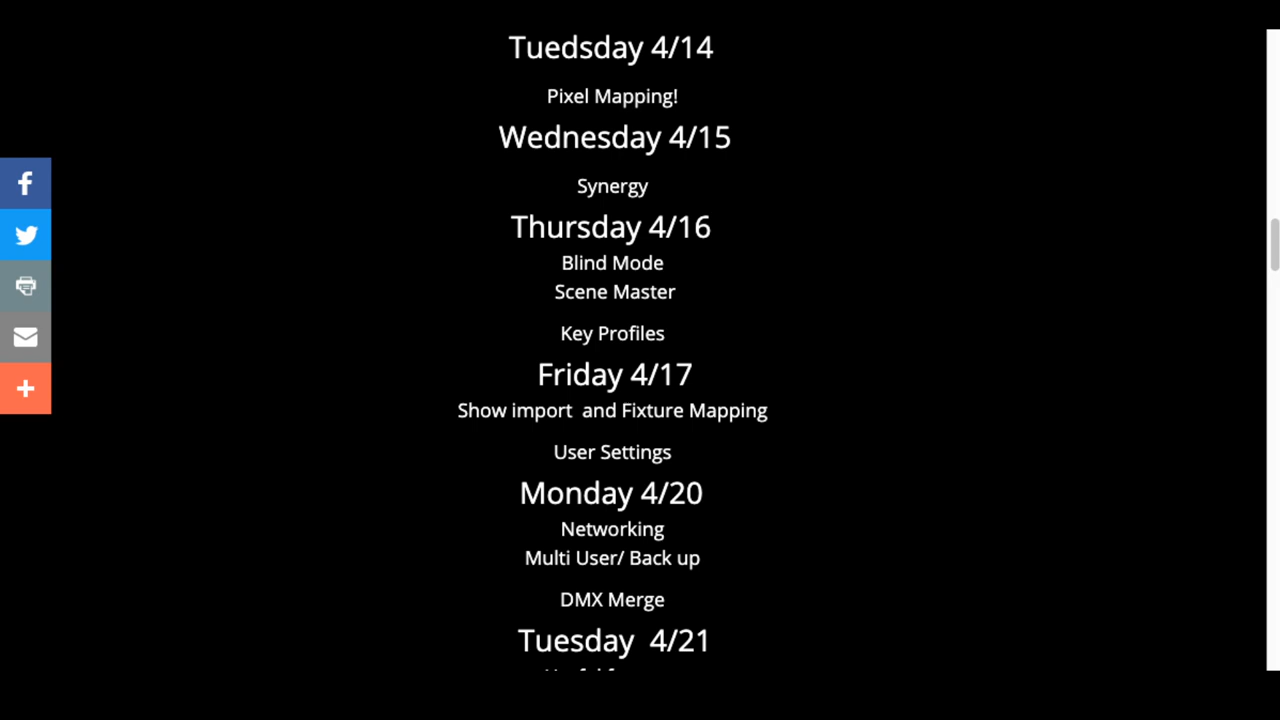 Tuedsday 4/14
Pixel Mapping!
Wednesday 4/15
Synergy
Thursday 4/16
Blind Mode
Scene Master
Key Profiles
Friday 4/17
Show import and Fixture Mapping
User Settings
Monday 4/20
Networking
Multi User/ Back up
DMX Merge
Tuesday 4/21